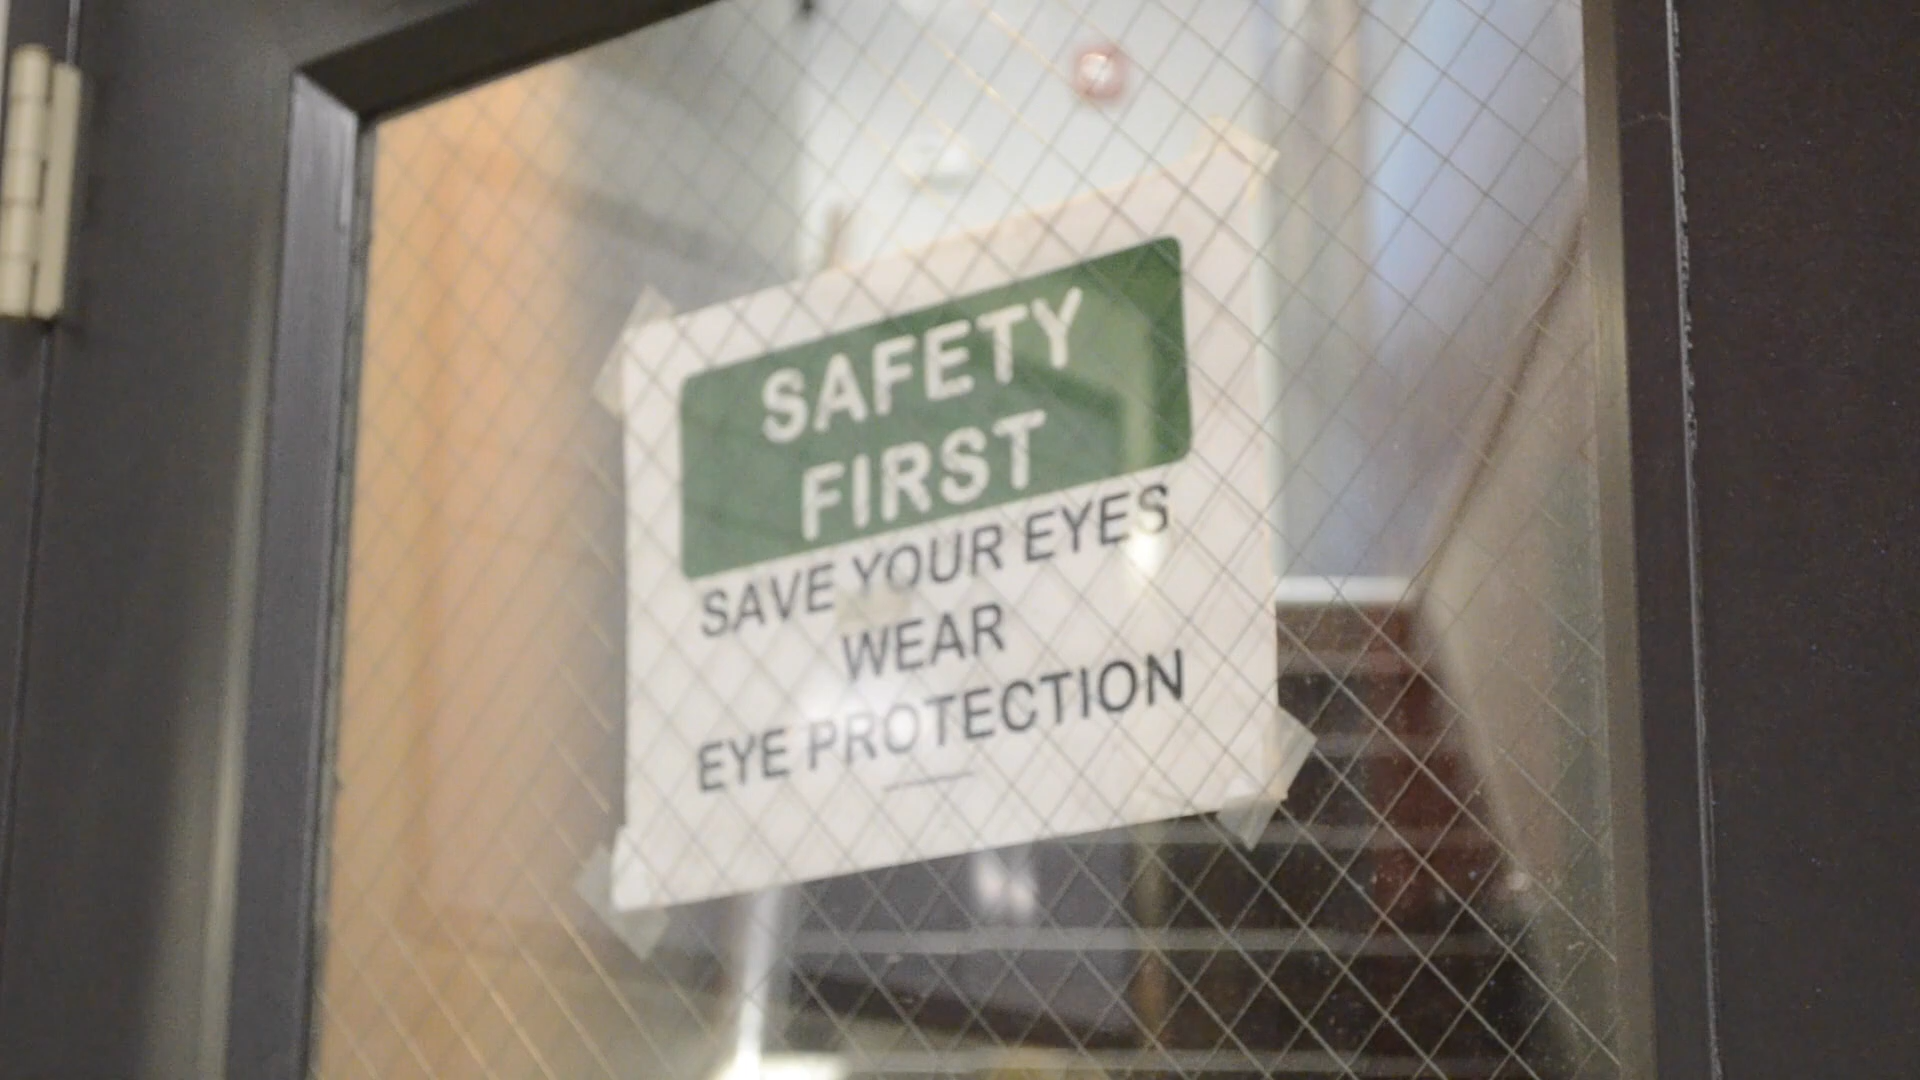 SAFETY
FIRST
SAVE YOUR EYES
WEAR
EYE PROTECTION